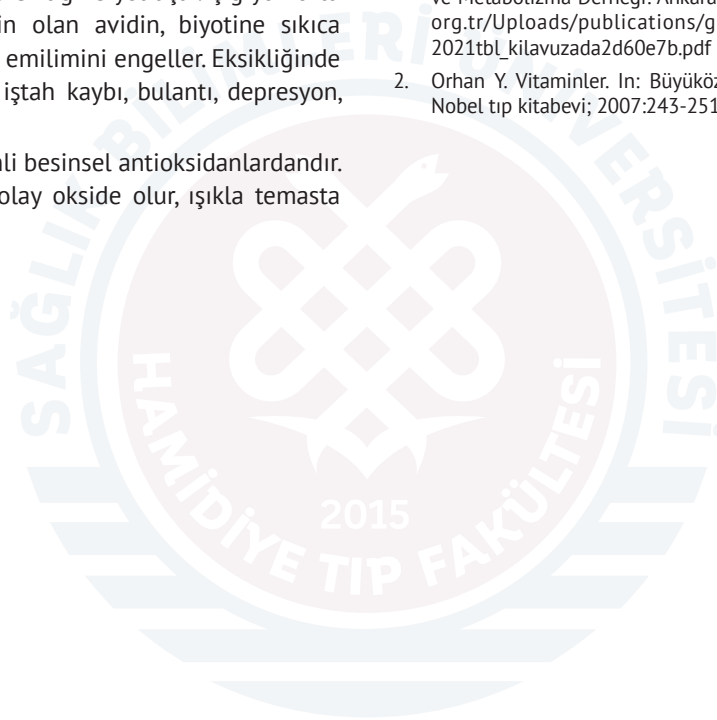 in olan avidin, biyotine sıkıca
emilimini engeller. Eksikliğinde
iştah kaybı, bulantı, depresyon,
li besinsel antioksidanlardandır.
olay okside olur, ışıkla temasta
org.tr/Uploads/publications/g
2021tbl_kilavuzada2d60e7b.pdf
2. Orhan Y. Vitaminler. In: Büyüköz
Nobel tıp kitabevi; 2007:243-251
SAĞLIK BİLİMLERİ ÜNİVERSİTESİ
HAMİDİYE TIP FAKÜLTESİ
2015